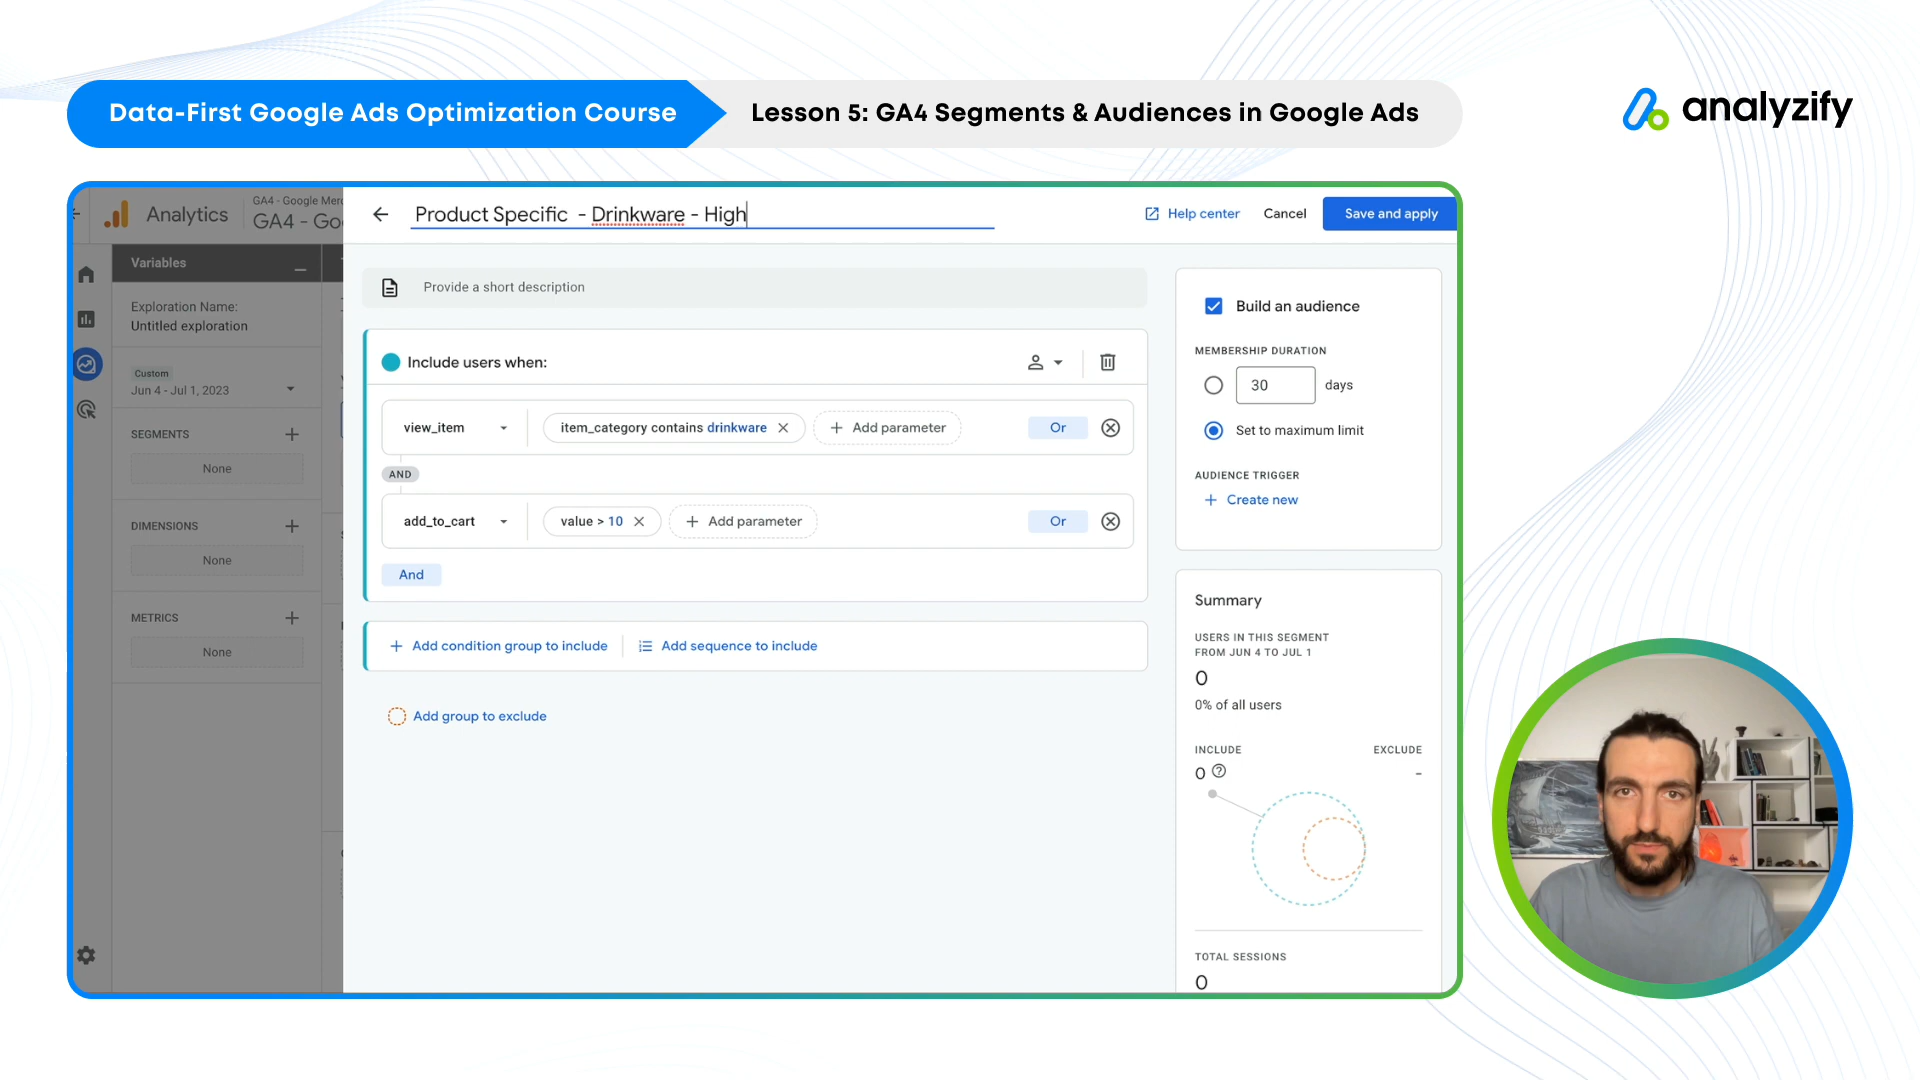 Data-First Google Ads Optimization Course
Lesson 5: GA4 Segments & Audiences in Google Ads
analyzify
Analytics
GA4 - Google Merc
GA4 - Goo
Product Specific  - Drinkware - High
Help center
Cancel
Save and apply
Variables
Exploration Name:
Untitled exploration
Custom
Jun 4 - Jul 1, 2023
SEGMENTS
None
DIMENSIONS
None
METRICS
None
Provide a short description
Include users when:
view_item
item_category contains drinkware
Add parameter
Or
AND
add_to_cart
value > 10
Add parameter
Or
And
Add condition group to include
Add sequence to include
Add group to exclude
Build an audience
MEMBERSHIP DURATION
30
days
Set to maximum limit
AUDIENCE TRIGGER
Create new
Summary
USERS IN THIS SEGMENT
FROM JUN 4 TO JUL 1
0
0% of all users
INCLUDE
EXCLUDE
0
-
TOTAL SESSIONS
0